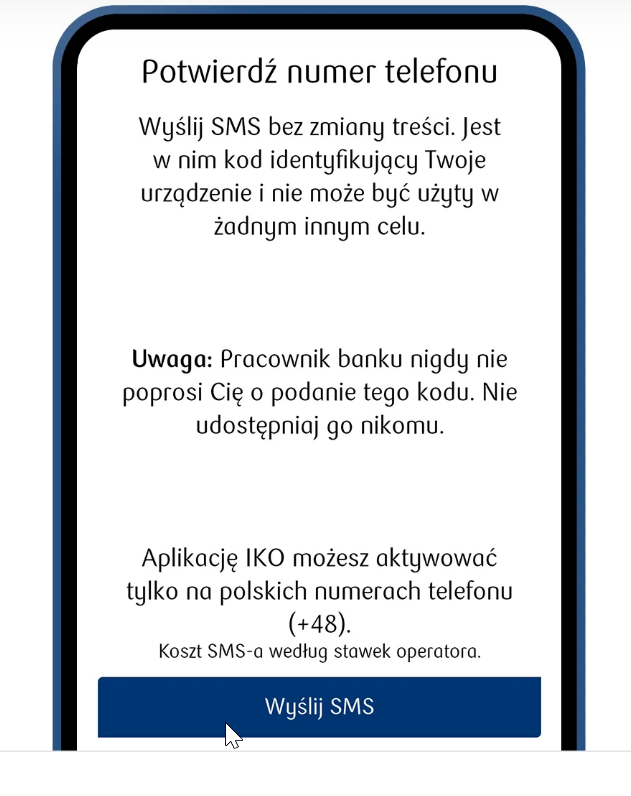 Potwierdź numer telefonu
Wyślij SMS bez zmiany treści. Jest
w nim kod identyfikujący Twoje
urządzenie i nie może być użyty w
żadnym innym celu.
Uwaga: Pracownik banku nigdy nie
poprosi Cię o podanie tego kodu. Nie
udostępniaj go nikomu.
Aplikację IKO możesz aktywować
tylko na polskich numerach telefonu
(+48).
Koszt SMS-a według stawek operatora.
Wyślij SMS